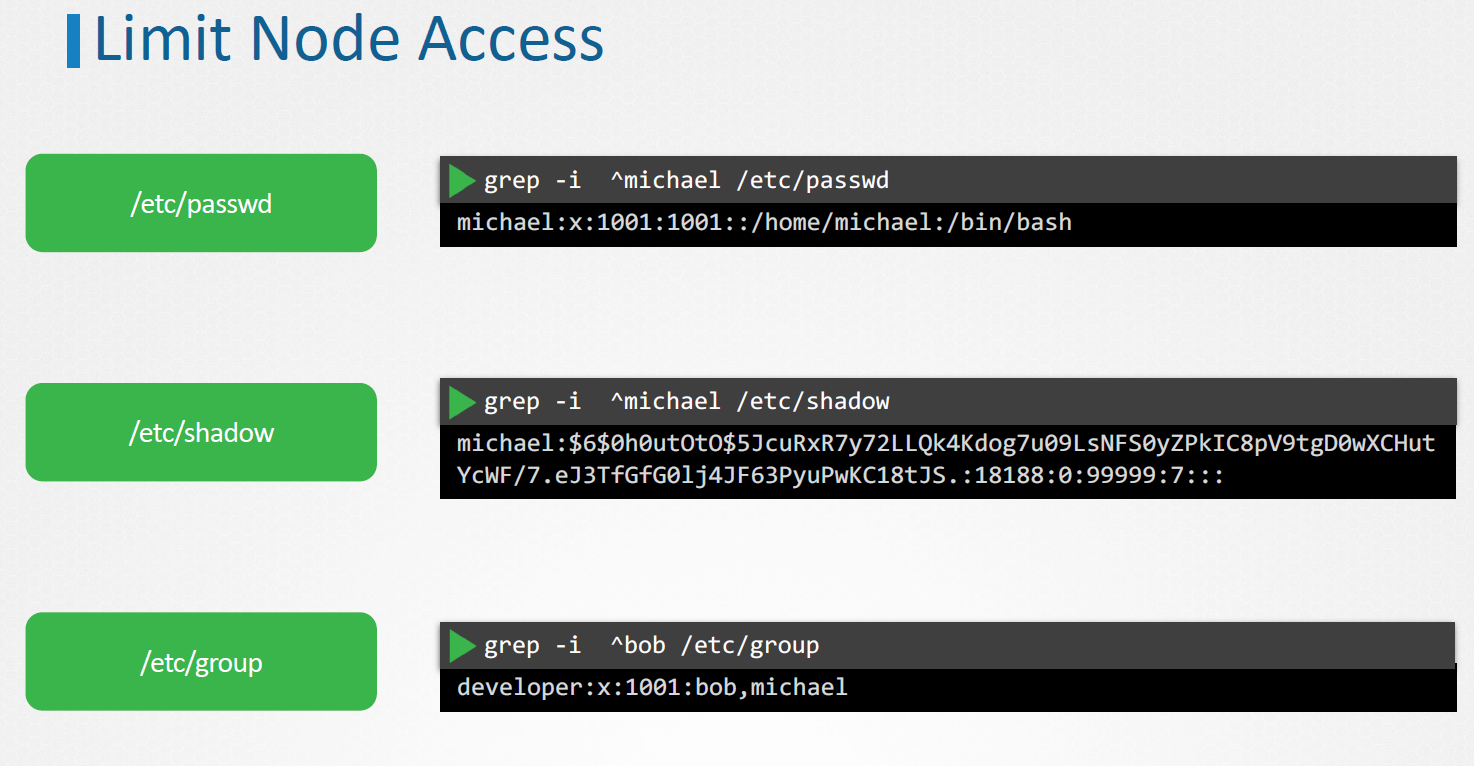 Limit Node Access
/etc/passwd
grep -i  ^michael /etc/passwd
michael:x:1001:1001::/home/michael:/bin/bash
/etc/shadow
grep -i  ^michael /etc/shadow
michael:$6$0h0utOtO$5JcuRxR7y72LLQk4Kdog7u09LsNFS0yZPkIC8pV9tgD0wXCHut
YcWF/7.eJ3TfGfG0lj4JF63PyuPwKC18tJS.:18188:0:99999:7:::
/etc/group
grep -i  ^bob /etc/group
developer:x:1001:bob,michael